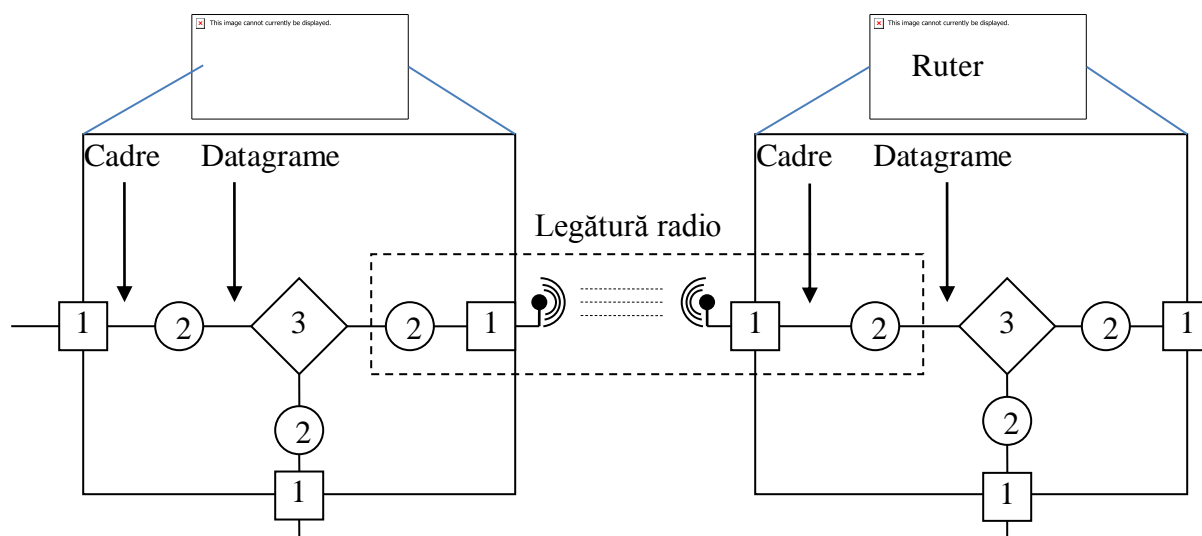 This image cannot currently be displayed.
This image cannot currently be displayed.
Ruter
Cadre Datagrame
Cadre Datagrame
Legătură radio
1 2 3 2 1
1 2 3 2 1
2
2
1
1